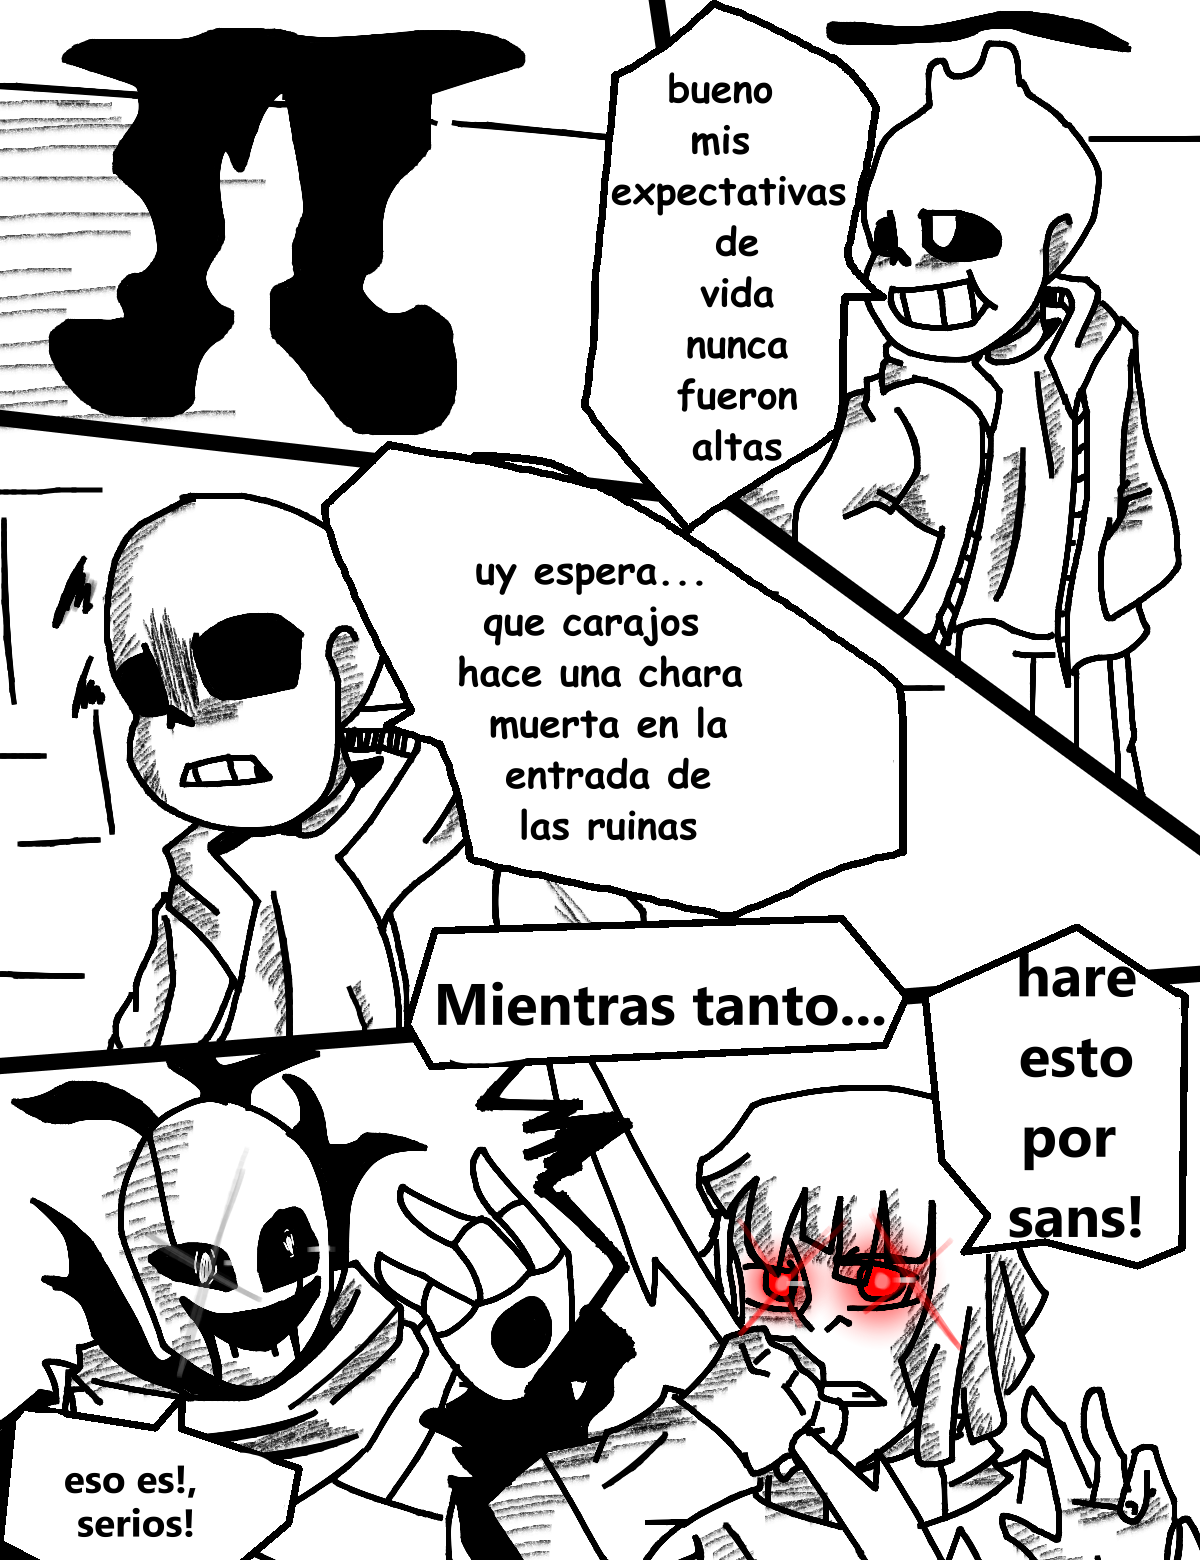 bueno
mis
expectativas
de
vida
nunca
fueron
altas
uy espera...
que carajos
hace una chara
muerta en la
entrada de
las ruinas
Mientras tanto...
hare
esto
por
sans!
eso es!,
serios!